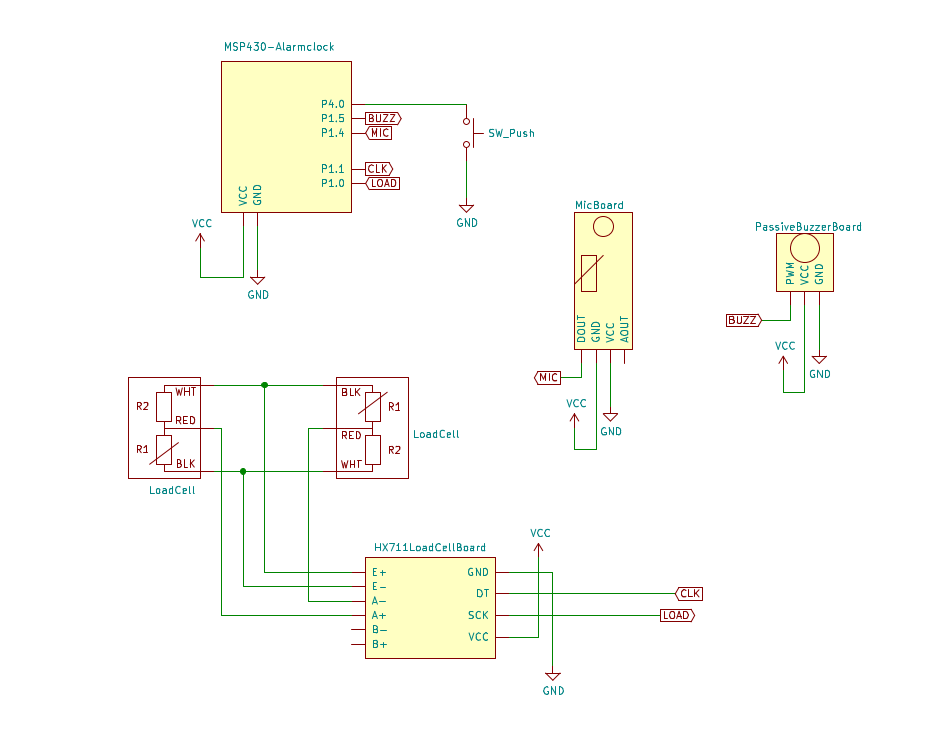 MSP430-Alarmclock
P4.0
P1.5
BUZZ
P1.4
MIC
P1.1
CLK
P1.0
LOAD
VCC
GND
VCC
GND
SW_Push
GND
MicBoard
DOUT
GND
VCC
AOUT
MIC
VCC
GND
PassiveBuzzerBoard
PWM
VCC
GND
BUZZ
VCC
GND
WHT
R2
RED
R1
BLK
LoadCell
BLK
R1
RED
R2
WHT
LoadCell
HX711LoadCellBoard
E+
E-
A-
A+
B-
B+
GND
DT
SCK
VCC
VCC
CLK
LOAD
GND